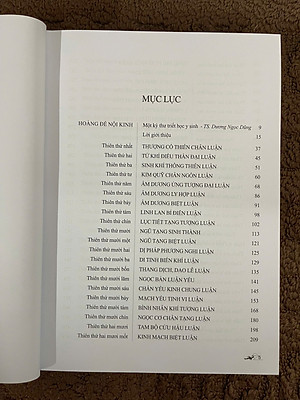 MỤC LỤC
HOÀNG ĐẾ NỘI KINH Một kỳ thư triết học y sinh - TS. Dương Ngọc Dũng 9
Lời giới thiệu 15
Thiên thứ nhất THƯỢNG CỔ THIÊN CHÂN LUẬN 37
Thiên thứ hai TỨ KHÍ ĐIỀU THẦN ĐẠI LUẬN 45
Thiên thứ ba SINH KHÍ THÔNG THIÊN LUẬN 51
Thiên thứ tư KIM QUỸ CHÂN NGÔN LUẬN 60
Thiên thứ năm ÂM DƯƠNG ỨNG TƯỢNG ĐẠI LUẬN 68
Thiên thứ sáu ÂM DƯƠNG LY HỢP LUẬN 86
Thiên thứ bảy ÂM DƯƠNG BIỆT LUẬN 91
Thiên thứ tám LINH LAN BÍ ĐIỂN LUẬN 98
Thiên thứ chín LỤC TIẾT TẠNG TƯỢNG LUẬN 102
Thiên thứ mười NGŨ TẠNG SINH THÀNH 113
Thiên thứ mười một NGŨ TẠNG BIỆT LUẬN 121
Thiên thứ mười hai DỊ PHÁP PHƯƠNG NGHI LUẬN 125
Thiên thứ mười ba DI TINH BIẾN KHÍ LUẬN 129
Thiên thứ mười bốn THANG DỊCH, DAO LỄ LUẬN 135
Thiên thứ mười lăm NGỌC BẢN LUẬN YẾU 141
Thiên thứ mười sáu CHẨN YẾU KINH CHUNG LUẬN 145
Thiên thứ mười bảy MẠCH YẾU TINH VI LUẬN 151
Thiên thứ mười tám BÌNH NHÂN KHÍ TƯỢNG LUẬN 168
Thiên thứ mười chín NGỌC CƠ CHÂN TẠNG LUẬN 180
Thiên thứ hai mươi TAM BỘ CỬU HẬU LUẬN 198
Thiên thứ hai mươi mốt KINH MẠCH BIỆT LUẬN 209
5